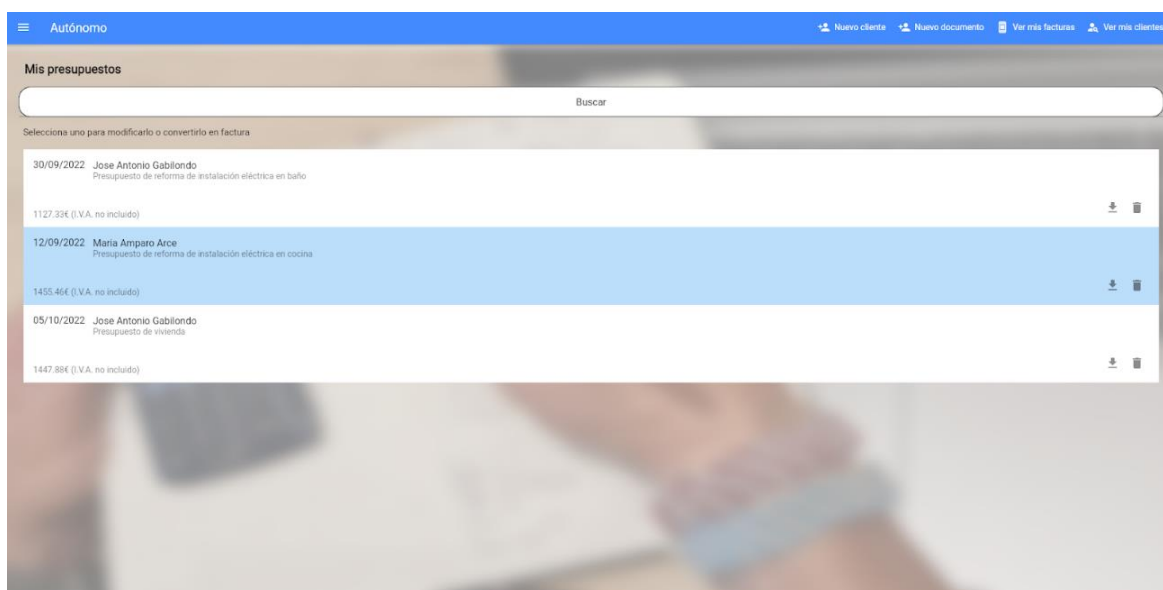 Autónomo
Nuevo cliente Nuevo documento Ver mis facturas Ver mis clientes
Mis presupuestos
Buscar
Selecciona uno para modificarlo o convertirlo en factura
30/09/2022 Jose Antonio Gabilondo
Presupuesto de reforma de instalación eléctrica en baño
1127.33€ (I.V.A. no incluido)
12/09/2022 Maria Amparo Arce
Presupuesto de reforma de instalación eléctrica en cocina
1455.46€ (I.V.A. no incluido)
05/10/2022 Jose Antonio Gabilondo
Presupuesto de vivienda
1447.88€ (I.V.A. no incluido)